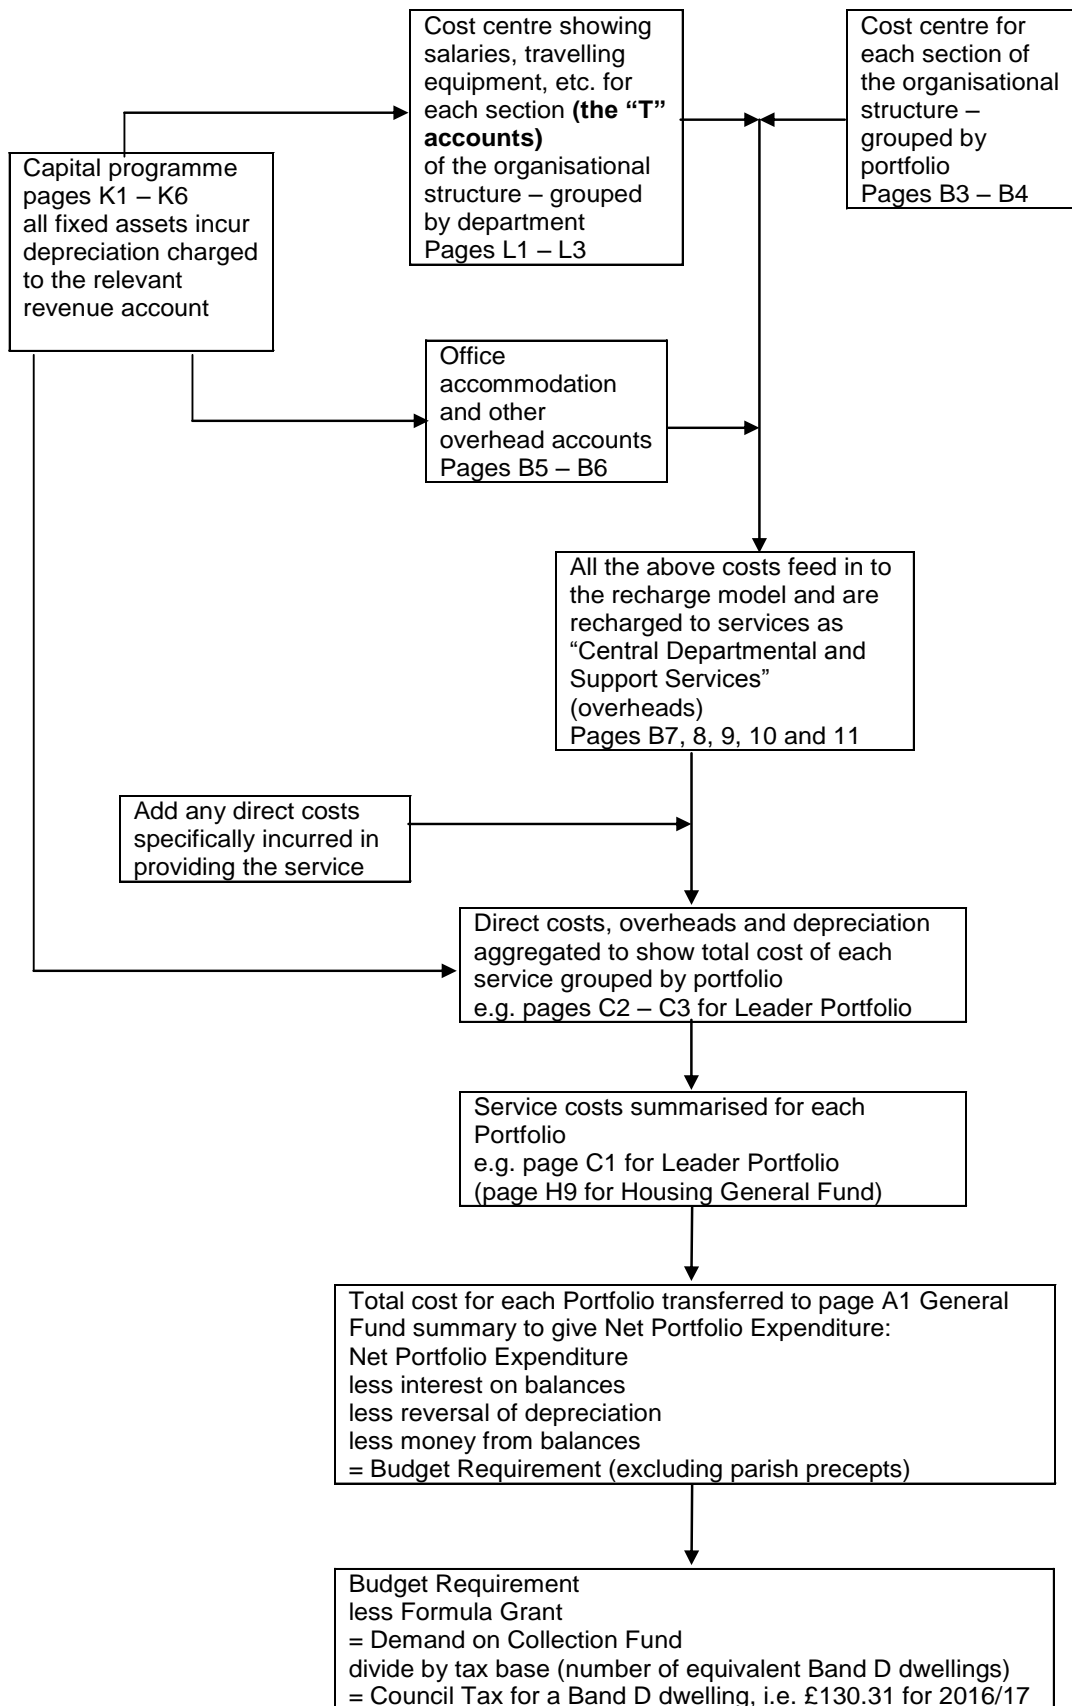 Cost centre showing
salaries, travelling
equipment, etc. for
each section (the “T”
accounts)
of the organisational
structure – grouped
by department
Pages L1 – L3
Cost centre for
each section of
the organisational
structure –
grouped by
portfolio
Pages B3 – B4
Capital programme
pages K1 – K6
all fixed assets incur
depreciation charged
to the relevant
revenue account
Office
accommodation
and other
overhead accounts
Pages B5 – B6
All the above costs feed in to
the recharge model and are
recharged to services as
“Central Departmental and
Support Services”
(overheads)
Pages B7, 8, 9, 10 and 11
Add any direct costs
specifically incurred in
providing the service
Direct costs, overheads and depreciation
aggregated to show total cost of each
service grouped by portfolio
e.g. pages C2 – C3 for Leader Portfolio
Service costs summarised for each
Portfolio
e.g. page C1 for Leader Portfolio
(page H9 for Housing General Fund)
Total cost for each Portfolio transferred to page A1 General
Fund summary to give Net Portfolio Expenditure:
Net Portfolio Expenditure
less interest on balances
less reversal of depreciation
less money from balances
= Budget Requirement (excluding parish precepts)
Budget Requirement
less Formula Grant
= Demand on Collection Fund
divide by tax base (number of equivalent Band D dwellings)
= Council Tax for a Band D dwelling, i.e. £130.31 for 2016/17